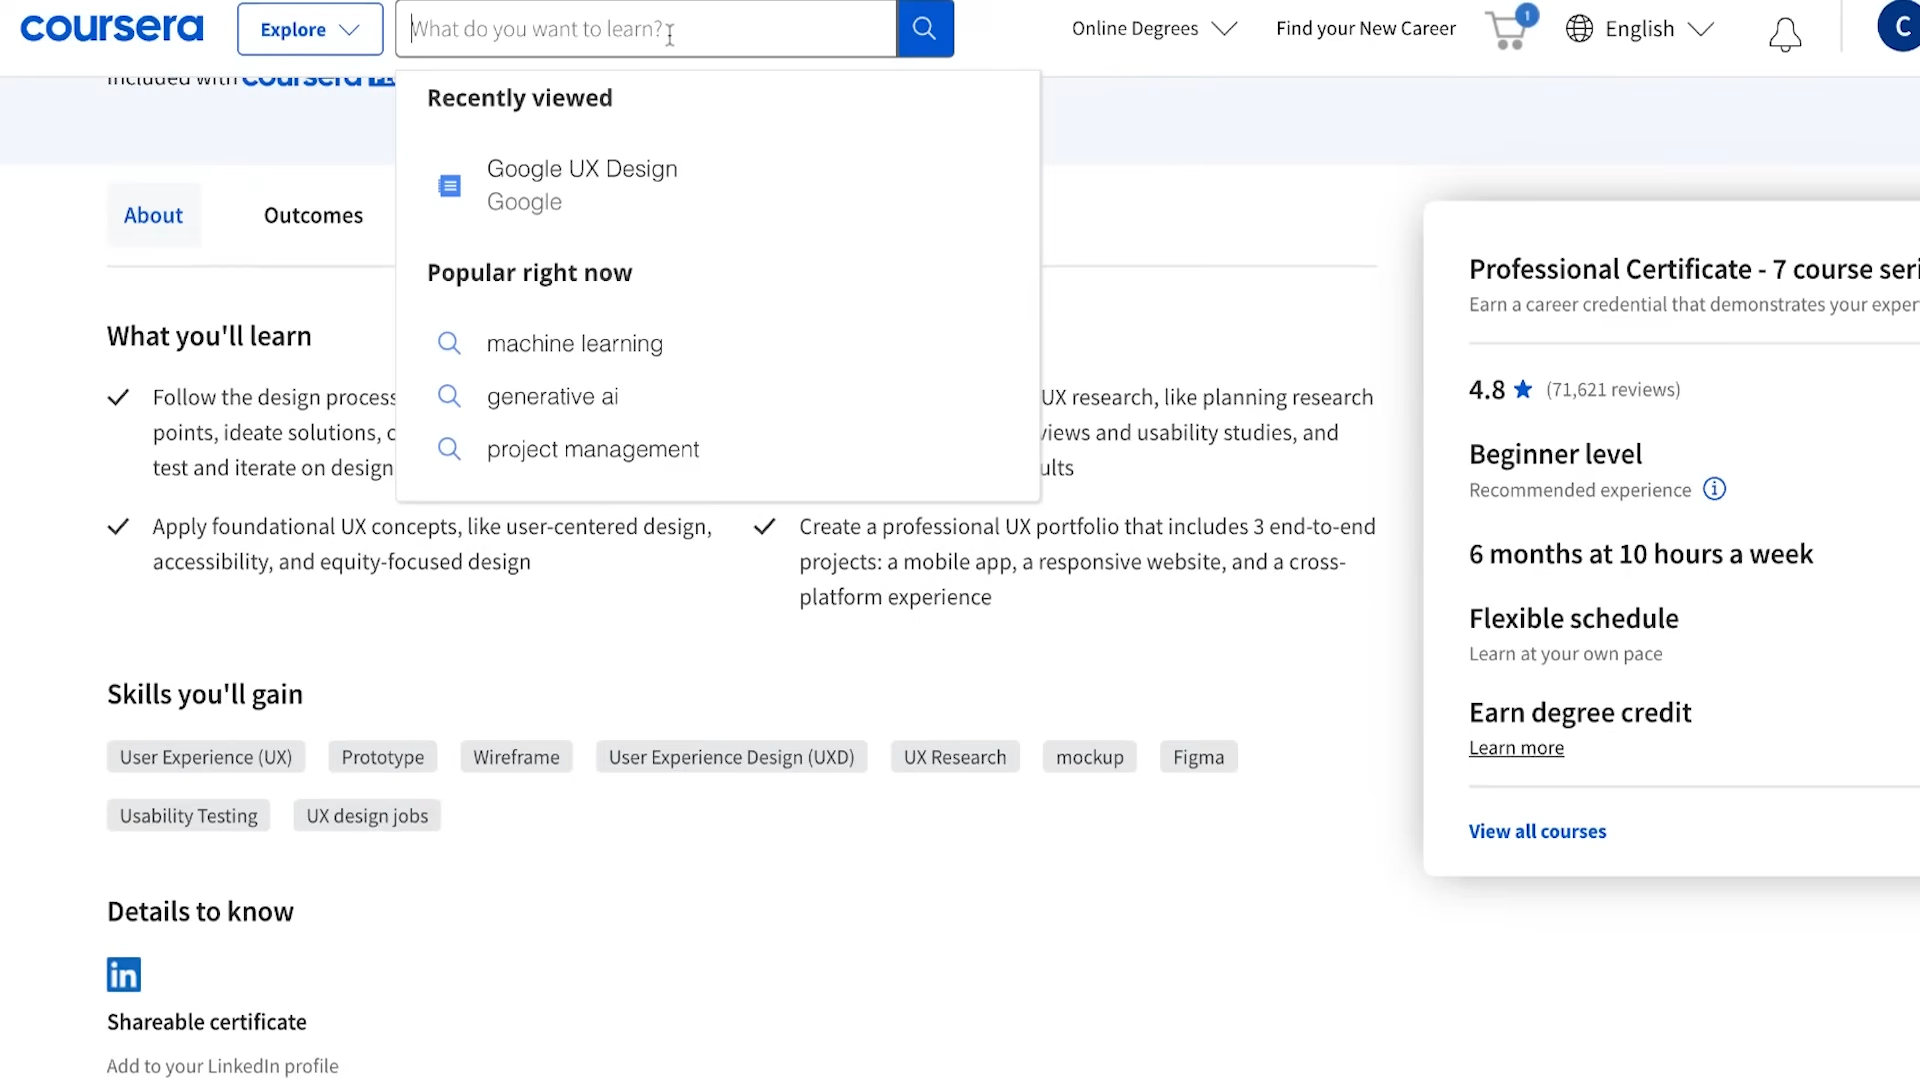 coursera
Explore
What do you want to learn?
Online Degrees
Find your New Career
1
English
C
included with coursera
Recently viewed
Google UX Design
Google
Popular right now
machine learning
generative ai
project management
About
Outcomes
What you'll learn
Follow the design process
points, ideate solutions, c
test and iterate on design
UX research, like planning research
views and usability studies, and
ults
Apply foundational UX concepts, like user-centered design,
accessibility, and equity-focused design
Create a professional UX portfolio that includes 3 end-to-end
projects: a mobile app, a responsive website, and a cross-
platform experience
Skills you'll gain
User Experience (UX)
Prototype
Wireframe
User Experience Design (UXD)
UX Research
mockup
Figma
Usability Testing
UX design jobs
Details to know
in
Shareable certificate
Add to your LinkedIn profile
Professional Certificate - 7 course seri
Earn a career credential that demonstrates your exper
4.8 ★ (71,621 reviews)
Beginner level
Recommended experience
6 months at 10 hours a week
Flexible schedule
Learn at your own pace
Earn degree credit
Learn more
View all courses